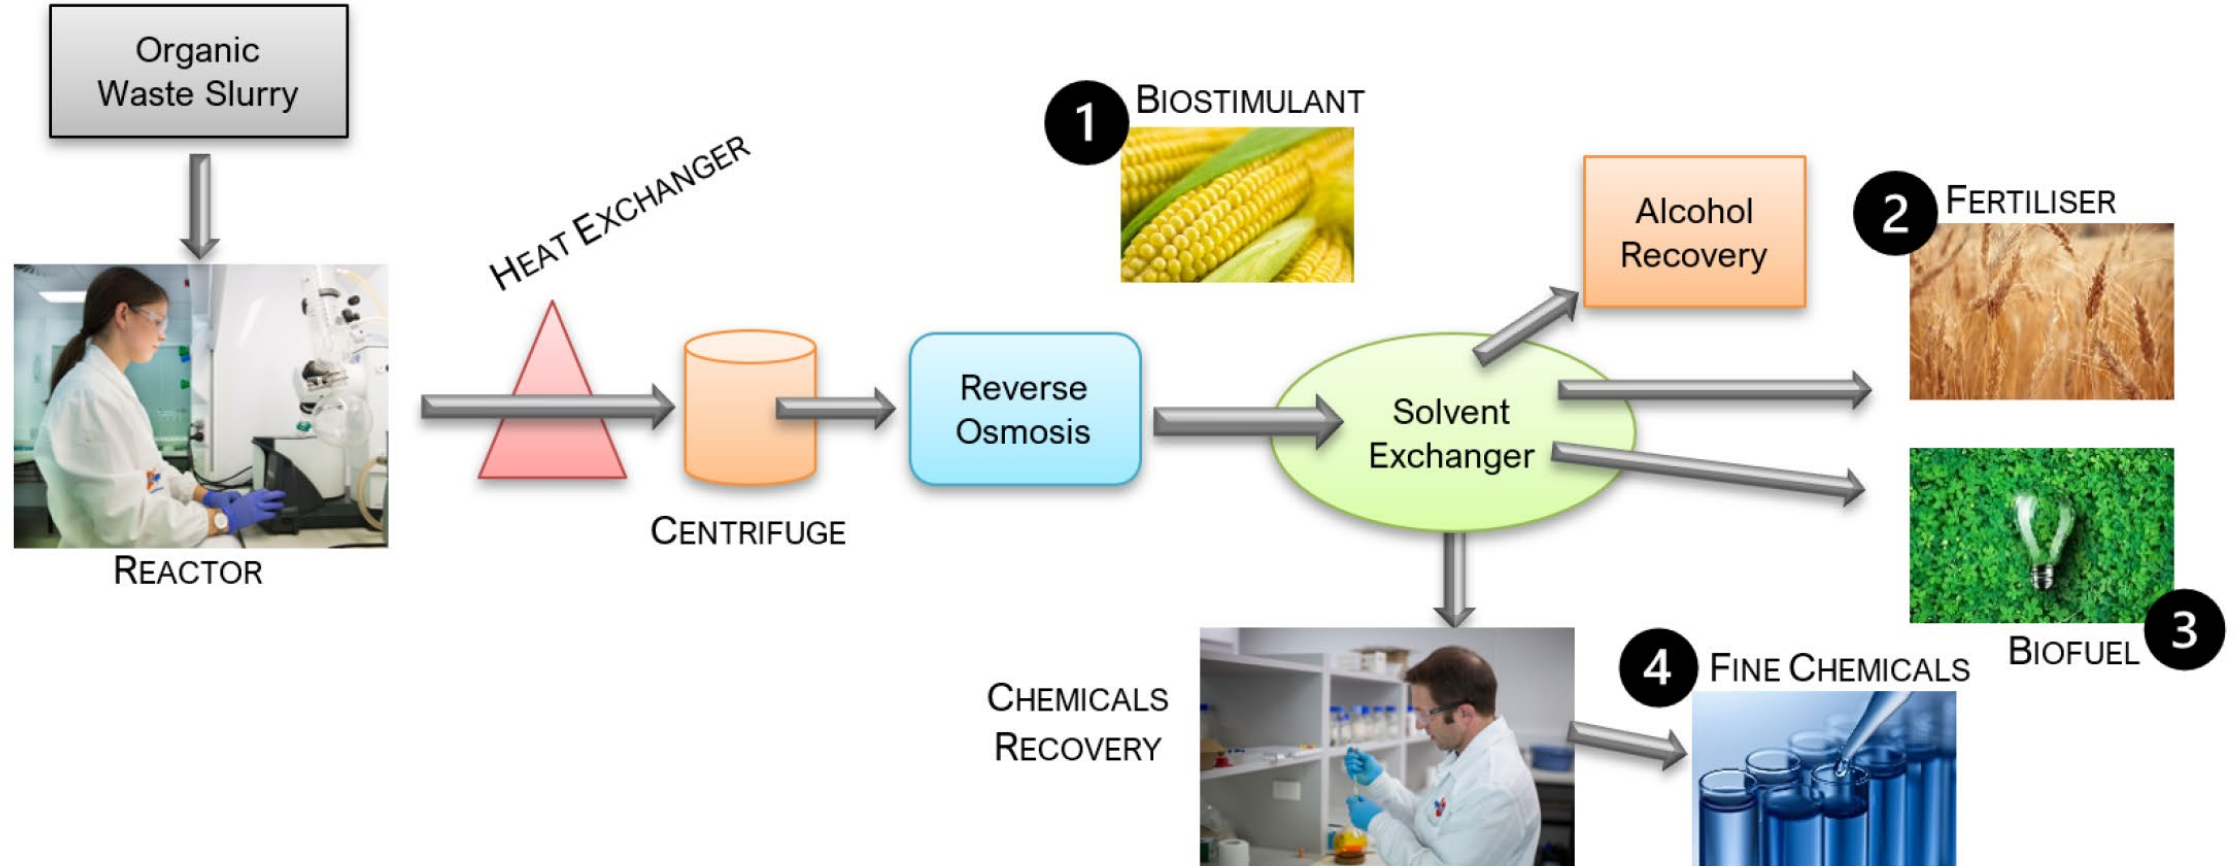 Organic
Waste Slurry
REACTOR
HEAT EXCHANGER
CENTRIFUGE
Reverse
Osmosis
1
BIOSTIMULANT
Solvent
Exchanger
Alcohol
Recovery
2
FERTILISER
BIOFUEL
3
CHEMICALS
RECOVERY
4
FINE CHEMICALS